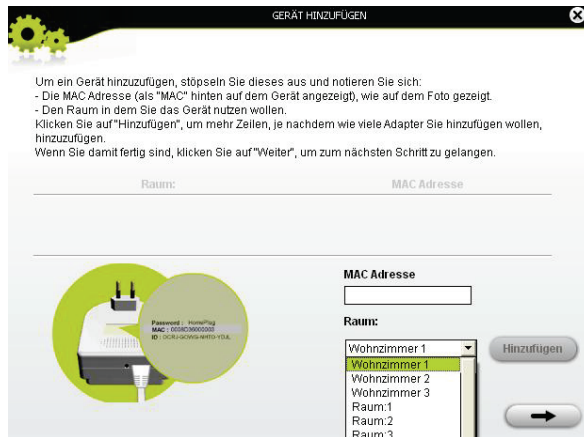 GERÄT HINZUFÜGEN
Um ein Gerät hinzuzufügen, stöpseln Sie dieses aus und notieren Sie sich:
- Die MAC Adresse (als "MAC" hinten auf dem Gerät angezeigt), wie auf dem Foto gezeigt.
- Den Raum in dem Sie das Gerät nutzen wollen.
Klicken Sie auf "Hinzufügen", um mehr Zeilen, je nachdem wie viele Adapter Sie hinzufügen wollen,
hinzuzufügen.
Wenn Sie damit fertig sind, klicken Sie auf "Weiter", um zum nächsten Schritt zu gelangen.
Raum: MAC Adresse
Password : HomePlug
MAC :
ID :
MAC Adresse
Raum:
Wohnzimmer 1
Hinzufügen
Wohnzimmer 1
Wohnzimmer 2
Wohnzimmer 3
Raum:1
Raum:2
Raum:3